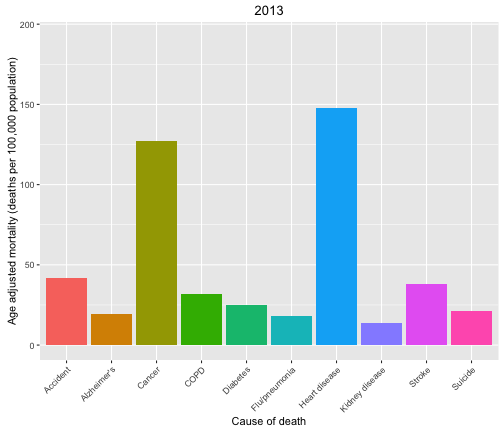 2013
Age adjusted mortality (deaths per 100,000 population)
200
150
100
50
0
Accident
Alzheimer's
Cancer
COPD
Diabetes
Flu/pneumonia
Heart disease
Kidney disease
Stroke
Suicide
Cause of death